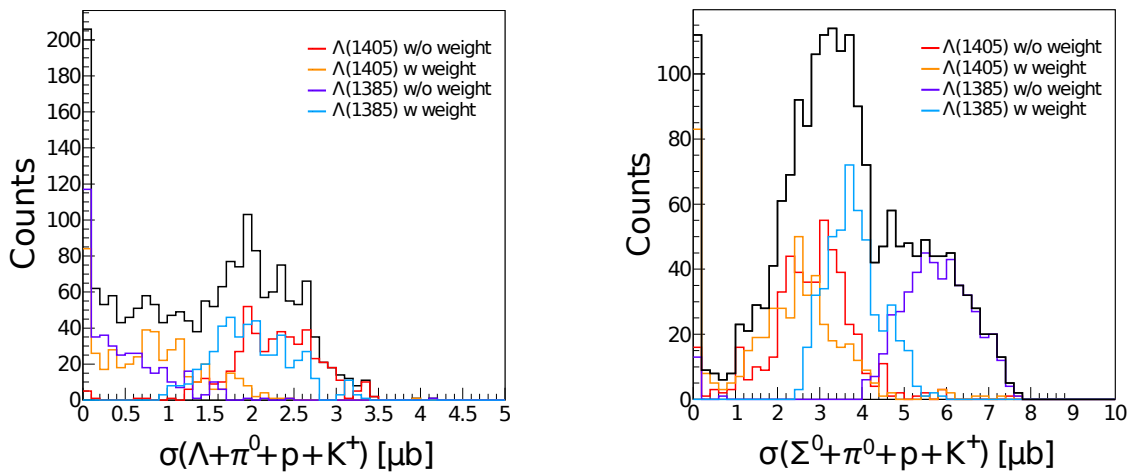 Counts
200
180
160
140
120
100
80
60
40
20
0
Λ(1405) w/o weight
Λ(1405) w weight
Λ(1385) w/o weight
Λ(1385) w weight
0 0.5 1 1.5 2 2.5 3 3.5 4 4.5 5
σ(Λ+π⁰+p+K⁺) [μb]
Counts
100
80
60
40
20
0
Λ(1405) w/o weight
Λ(1405) w weight
Λ(1385) w/o weight
Λ(1385) w weight
0 1 2 3 4 5 6 7 8 9 10
σ(Σ⁰+π⁰+p+K⁺) [μb]